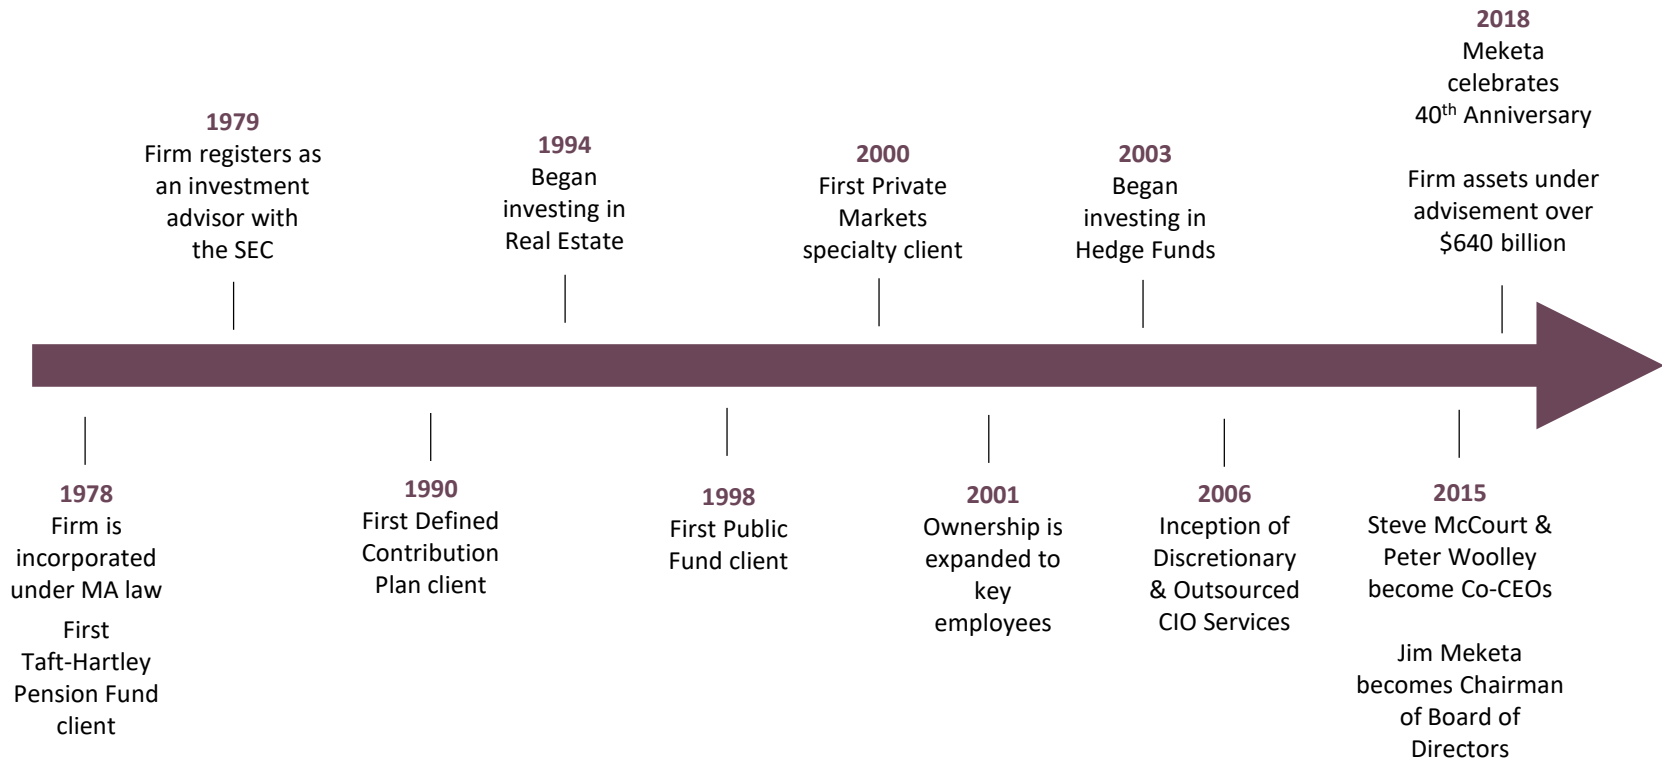 2018
Meketa
celebrates
40th Anniversary
Firm assets under
advisement over
$640 billion
1979
Firm registers as
an investment
advisor with
the SEC
1994
Began
investing in
Real Estate
2000
First Private
Markets
specialty client
2003
Began
investing in
Hedge Funds
1978
Firm is
incorporated
under MA law
First
Taft-Hartley
Pension Fund
client
1990
First Defined
Contribution
Plan client
1998
First Public
Fund client
2001
Ownership is
expanded to
key
employees
2006
Inception of
Discretionary
& Outsourced
CIO Services
2015
Steve McCourt &
Peter Woolley
become Co-CEOs
Jim Meketa
becomes Chairman
of Board of
Directors